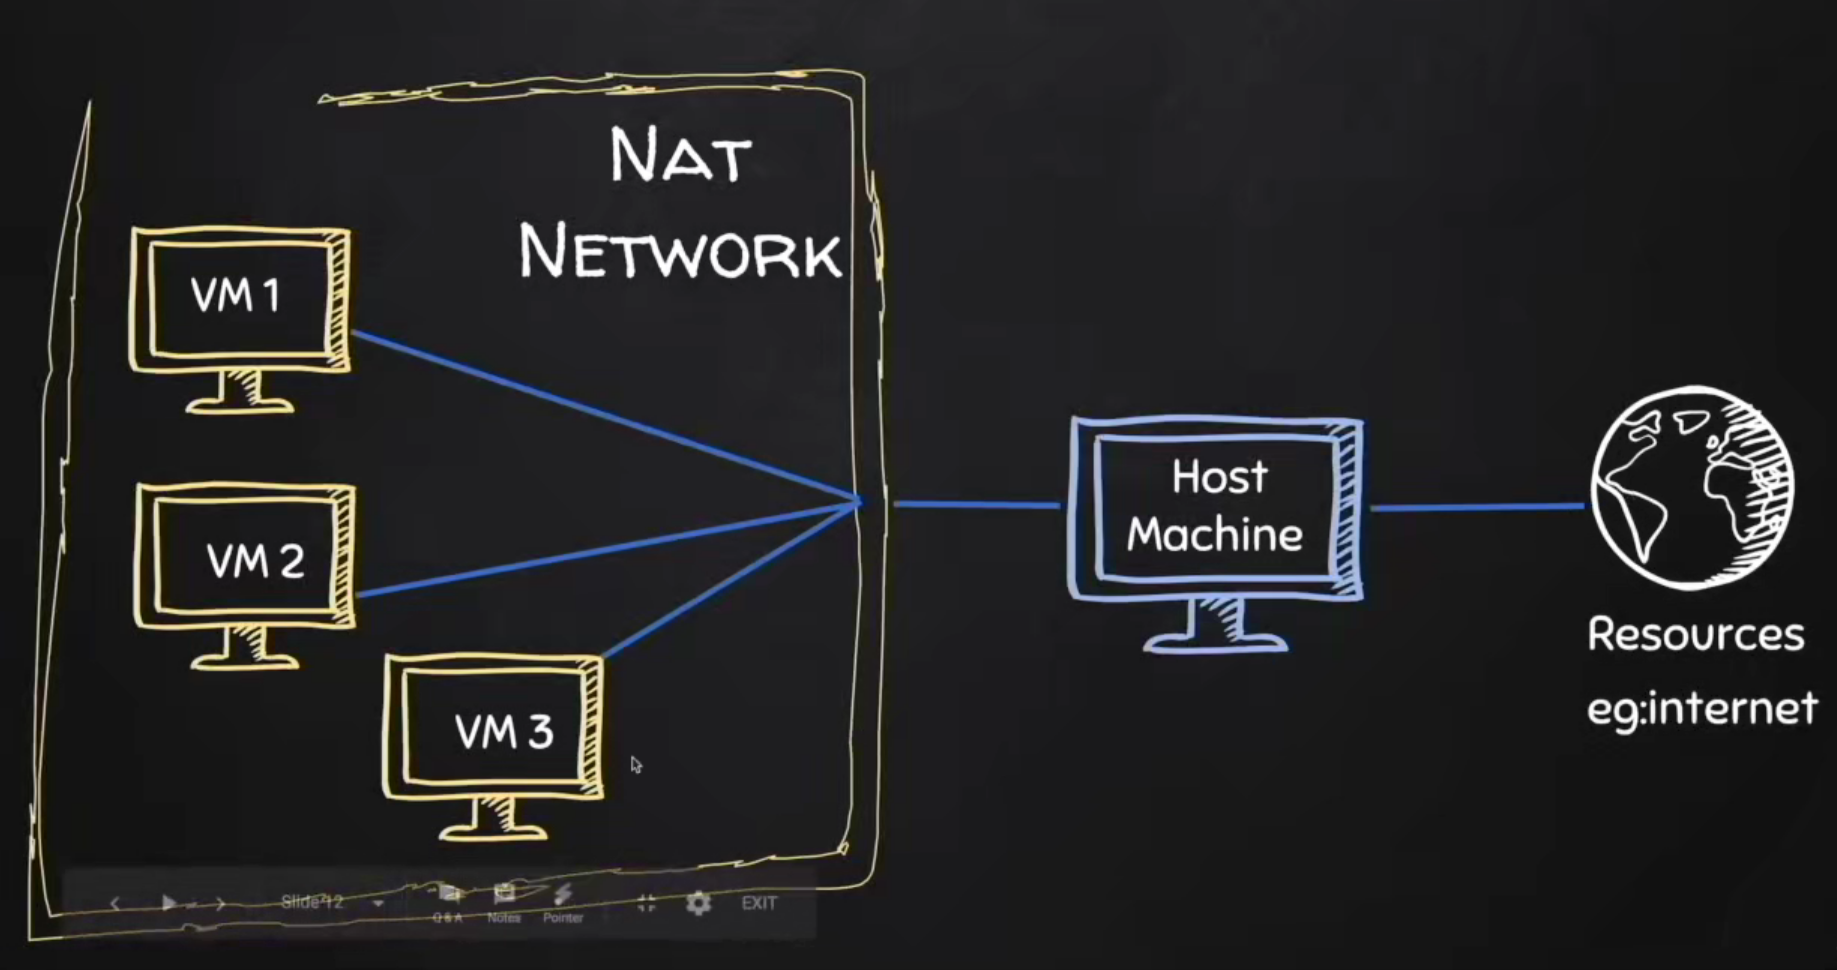 NAT
NETWORK
VM 1
VM 2
VM 3
Host
Machine
Resources
eg:internet
Slide 12
Q & A
Notes
Pointer
EXIT